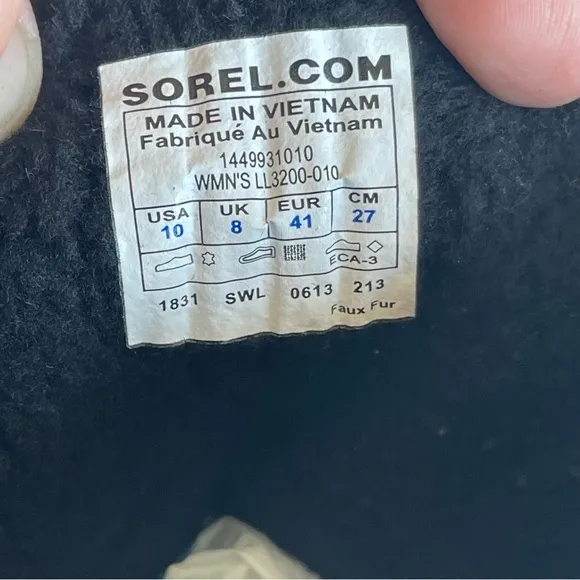 SOREL.COM
MADE IN VIETNAM
Fabriqué Au Vietnam
1449931010
WMN'S LL3200-010
USA UK EUR CM
10 8 41 27
ECA-3
1831 SWL 0613 213
Faux Fur